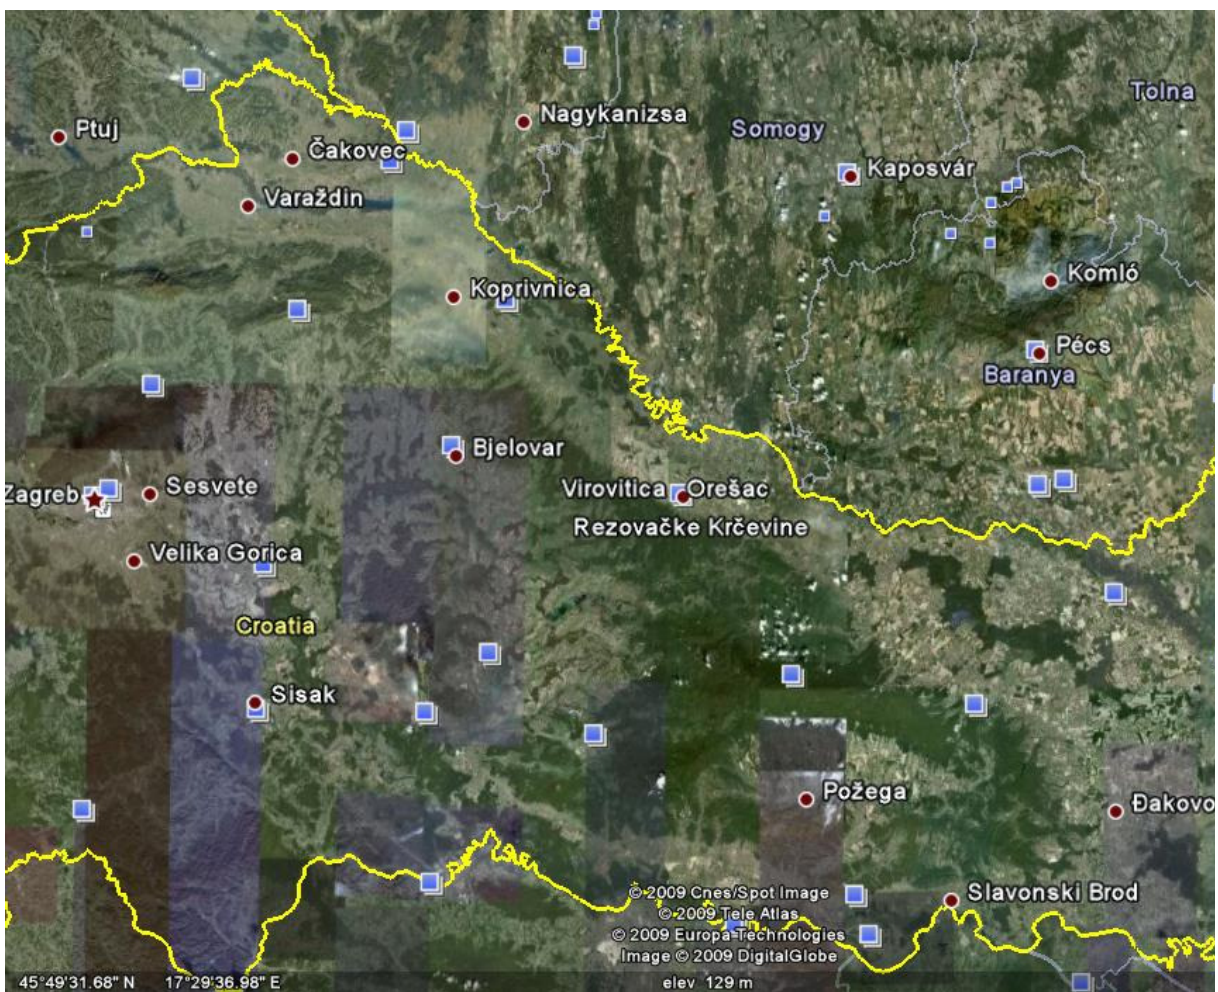 Tolna
Ptuj
Nagykanizsa
Somogy
Čakovec
Kaposvár
Varaždin
Komló
Koprivnica
Pécs
Baranya
Bjelovar
Zagreb
Sesvete
Virovitica
Orešac
Rezovačke Krčevine
Velika Gorica
Croatia
Sisak
Požega
Đakovo
Slavonski Brod
© 2009 Cnes/Spot Image
© 2009 Tele Atlas
© 2009 Europa Technologies
Image © 2009 DigitalGlobe
45°49'31.68" N 17°29'36.98" E elev 129 m